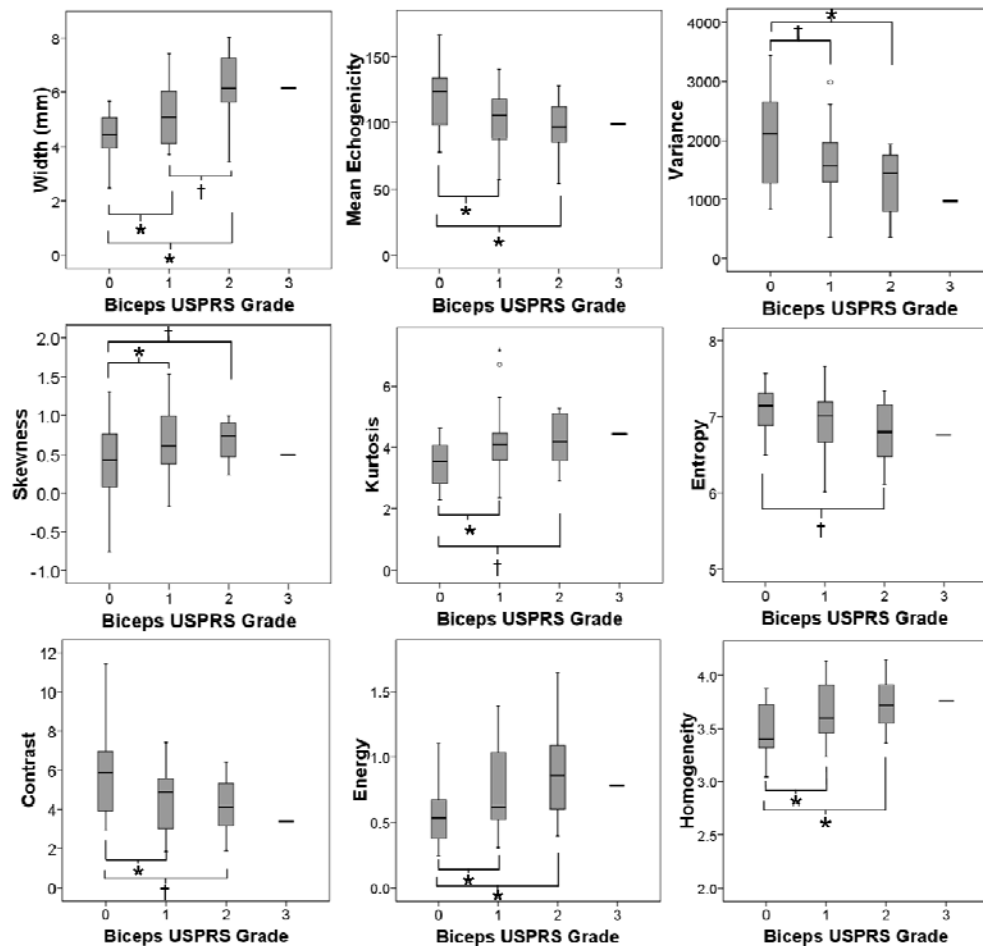 Width (mm)
8
6
4
2
0
†
*
*
0 1 2 3
Biceps USPRS Grade
Mean Echogenicity
150
100
50
0
*
*
0 1 2 3
Biceps USPRS Grade
Variance
4000
3000
2000
1000
0
*
†
0 1 2 3
Biceps USPRS Grade
Skewness
2.0
1.5
1.0
0.5
0.0
-0.5
-1.0
†
*
0 1 2 3
Biceps USPRS Grade
Kurtosis
6
4
2
0
*
†
0 1 2 3
Biceps USPRS Grade
Entropy
8
7
6
5
†
0 1 2 3
Biceps USPRS Grade
Contrast
12
10
8
6
4
2
0
*
†
0 1 2 3
Biceps USPRS Grade
Energy
1.5
1.0
0.5
0.0
*
*
0 1 2 3
Biceps USPRS Grade
Homogeneity
4.0
3.5
3.0
2.5
2.0
*
*
0 1 2 3
Biceps USPRS Grade